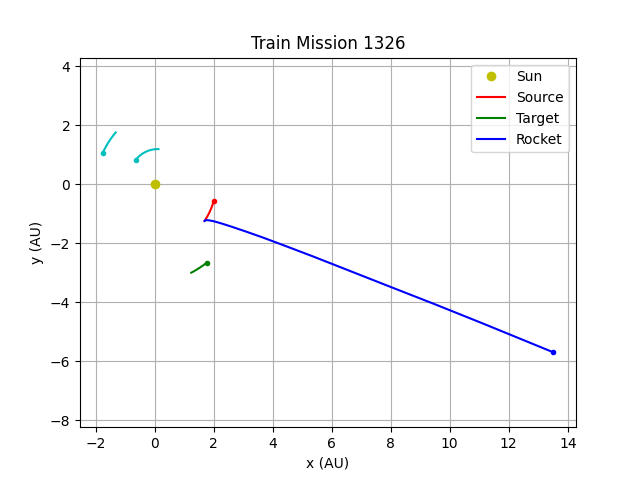 Train Mission 1326
Sun
Source
Target
Rocket
4
2
0
−2
−4
−6
−8
y (AU)
−2
0
2
4
6
8
10
12
14
x (AU)